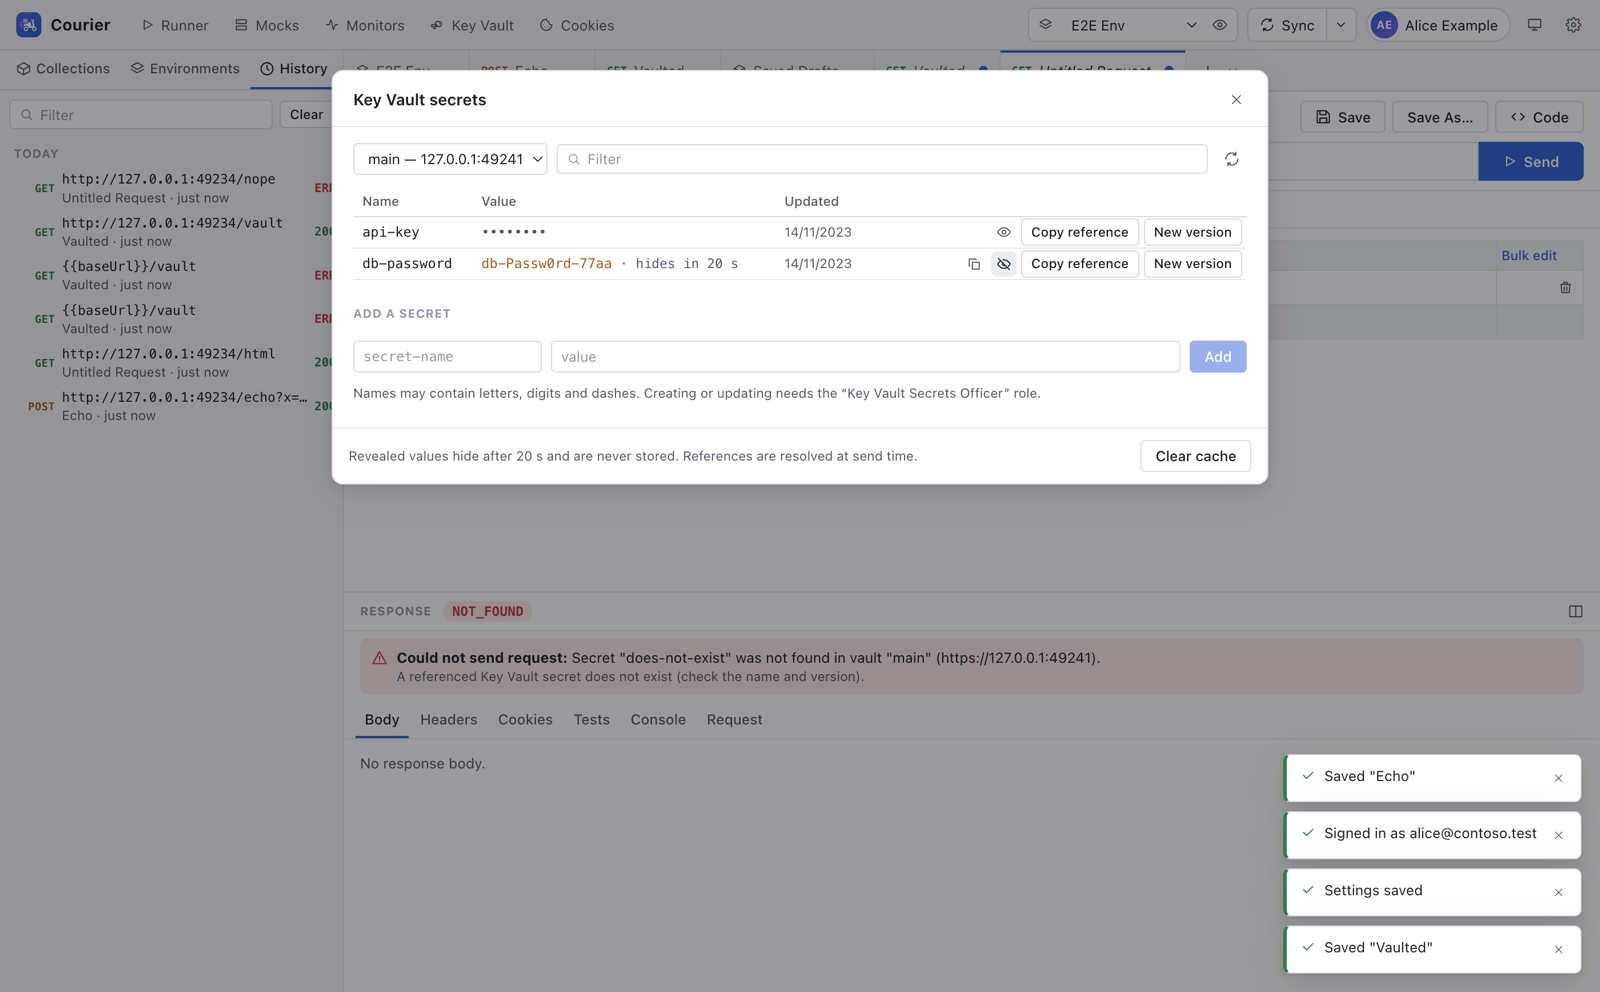 Courier
Runner
Mocks
Monitors
Key Vault
Cookies
E2E Env
Sync
AE
Alice Example
Collections
Environments
History
Filter
Clear
Save
Save As...
Code
Send
Bulk edit
TODAY
GET http://127.0.0.1:49234/nope
Untitled Request · just now
GET http://127.0.0.1:49234/vault 200
Vaulted · just now
GET {{baseUrl}}/vault
Vaulted · just now
GET {{baseUrl}}/vault
Vaulted · just now
GET http://127.0.0.1:49234/html 200
Untitled Request · just now
POST http://127.0.0.1:49234/echo?x=… 200
Echo · just now
Key Vault secrets
main — 127.0.0.1:49241
Filter
Name Value Updated
api-key •••••••• 14/11/2023 Copy reference New version
db-password db-Passw0rd-77aa · hides in 20 s 14/11/2023 Copy reference New version
ADD A SECRET
secret-name value Add
Names may contain letters, digits and dashes. Creating or updating needs the “Key Vault Secrets Officer” role.
Revealed values hide after 20 s and are never stored. References are resolved at send time.
Clear cache
RESPONSE NOT_FOUND
Could not send request: Secret "does-not-exist" was not found in vault "main" (https://127.0.0.1:49241).
A referenced Key Vault secret does not exist (check the name and version).
Body Headers Cookies Tests Console Request
No response body.
Saved "Echo"
Signed in as alice@contoso.test
Settings saved
Saved "Vaulted"